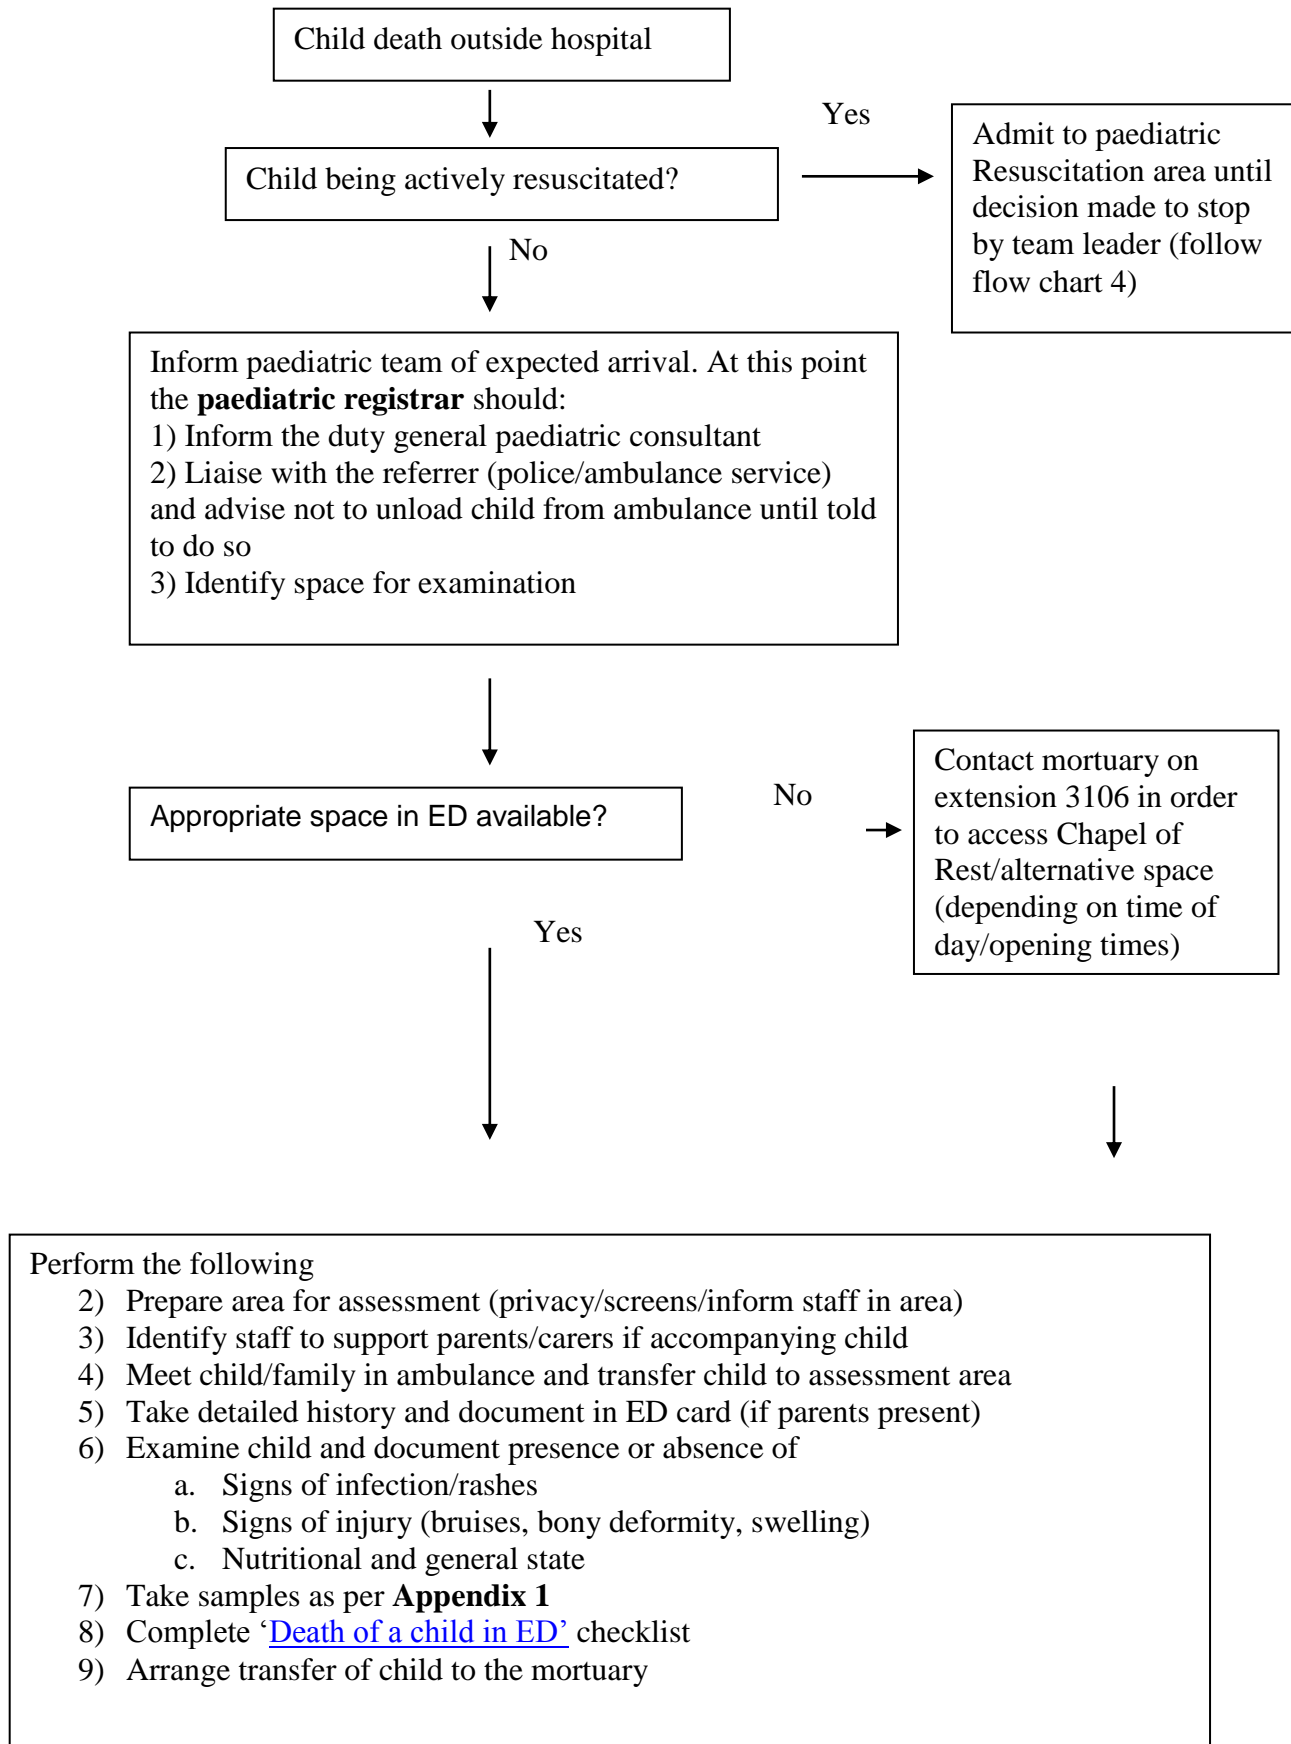 Child death outside hospital
Yes
Child being actively resuscitated?
Admit to paediatric
Resuscitation area until
decision made to stop
by team leader (follow
flow chart 4)
No
Inform paediatric team of expected arrival. At this point
the paediatric registrar should:
1) Inform the duty general paediatric consultant
2) Liaise with the referrer (police/ambulance service)
and advise not to unload child from ambulance until told
to do so
3) Identify space for examination
Appropriate space in ED available?
No
Contact mortuary on
extension 3106 in order
to access Chapel of
Rest/alternative space
(depending on time of
day/opening times)
Yes
Perform the following
2) Prepare area for assessment (privacy/screens/inform staff in area)
3) Identify staff to support parents/carers if accompanying child
4) Meet child/family in ambulance and transfer child to assessment area
5) Take detailed history and document in ED card (if parents present)
6) Examine child and document presence or absence of
a. Signs of infection/rashes
b. Signs of injury (bruises, bony deformity, swelling)
c. Nutritional and general state
7) Take samples as per Appendix 1
8) Complete ‘Death of a child in ED’ checklist
9) Arrange transfer of child to the mortuary